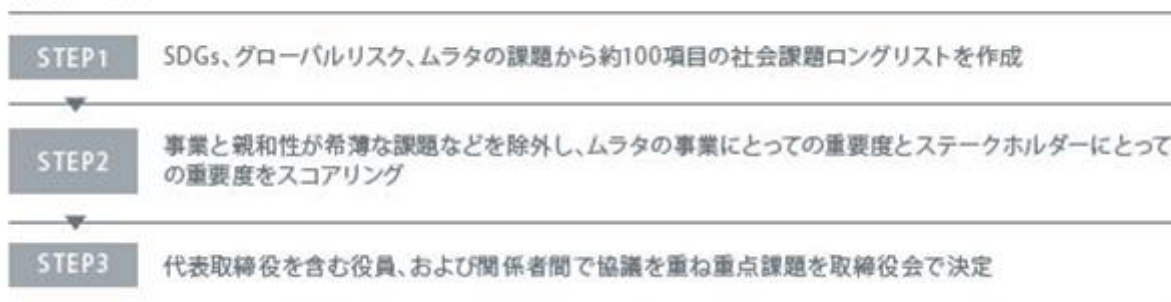 STEP1
SDGs、グローバルリスク、ムラタの課題から約100項目の社会課題ロングリストを作成
STEP2
事業と親和性が希薄な課題などを除外し、ムラタの事業にとっての重要度とステークホルダーにとって
の重要度をスコアリング
STEP3
代表取締役を含む役員、および関係者間で協議を重ね重点課題を取締役会で決定